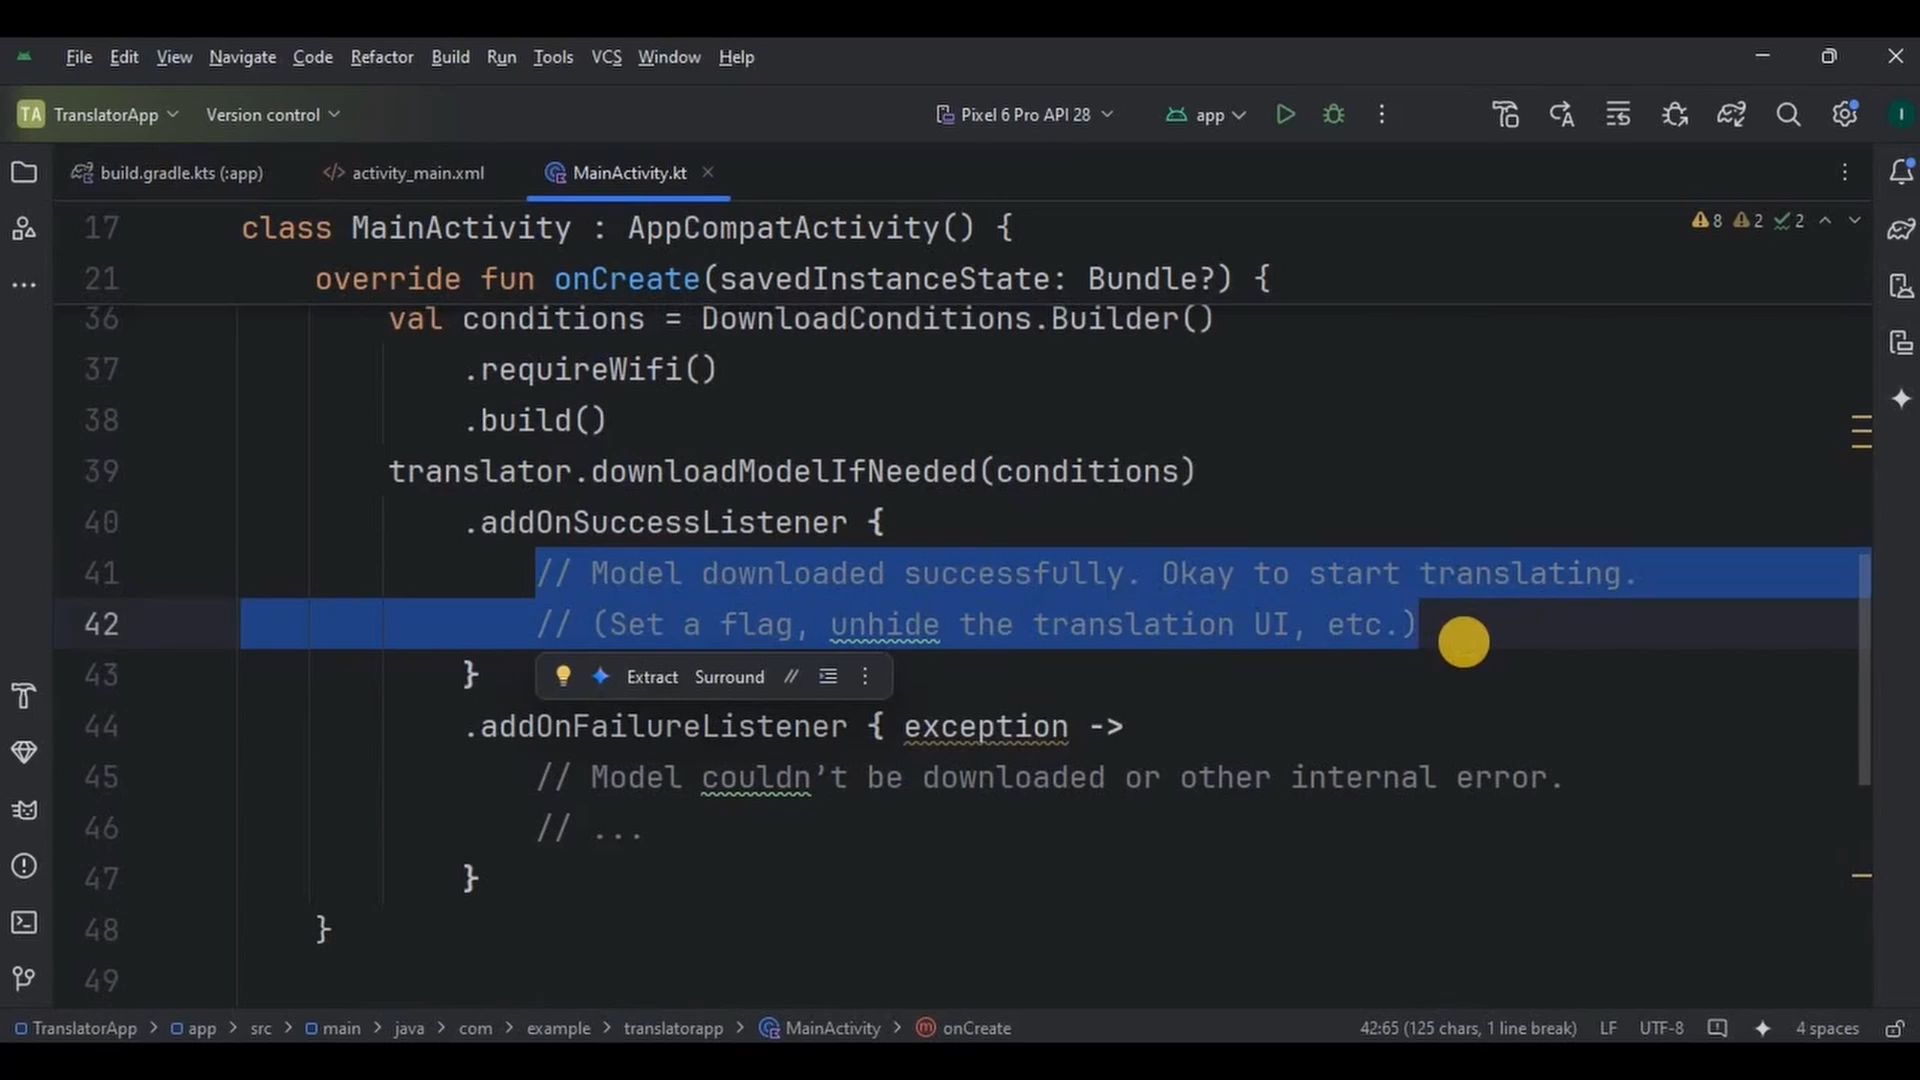 File Edit View Navigate Code Refactor Build Run Tools VCS Window Help
TA TranslatorApp Version control Pixel 6 Pro API 28 app I
build.gradle.kts (:app) activity_main.xml MainActivity.kt
17 class MainActivity : AppCompatActivity() { 8 2 2
21 override fun onCreate(savedInstanceState: Bundle?) {
36 val conditions = DownloadConditions.Builder()
37 .requireWifi()
38 .build()
39 translator.downloadModelIfNeeded(conditions)
40 .addOnSuccessListener {
41 // Model downloaded successfully. Okay to start translating.
42 // (Set a flag, unhide the translation UI, etc.)
43 } Extract Surround //
44 .addOnFailureListener { exception ->
45 // Model couldn’t be downloaded or other internal error.
46 // ...
47 }
48 }
49
TranslatorApp > app > src > main > java > com > example > translatorapp > MainActivity > m onCreate 42:65 (125 chars, 1 line break) LF UTF-8 4 spaces